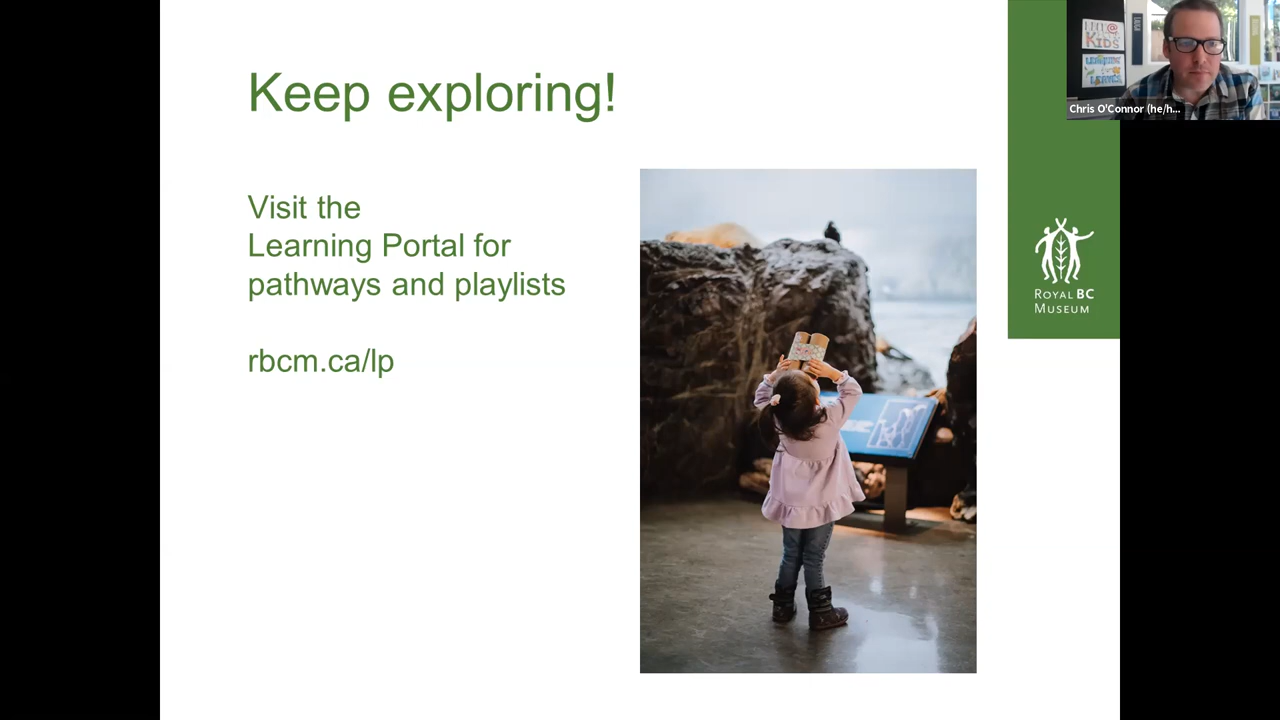 Keep exploring!
Visit the
Learning Portal for
pathways and playlists
rbcm.ca/lp
ROYAL BC
MUSEUM
KIDS
Chris O'Connor (he/h...